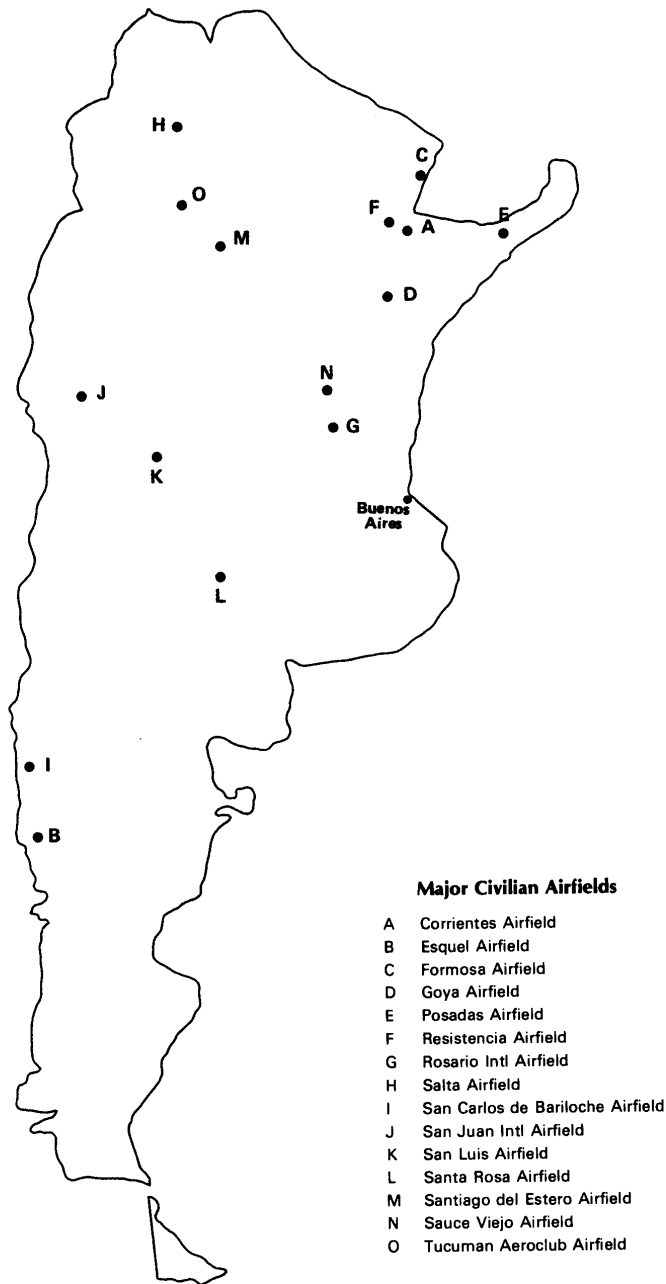 H
C
O
F
A
E
M
D
N
J
G
K
Buenos
Aires
L
I
B
Major Civilian Airfields
A Corrientes Airfield
B Esquel Airfield
C Formosa Airfield
D Goya Airfield
E Posadas Airfield
F Resistencia Airfield
G Rosario Intl Airfield
H Salta Airfield
I San Carlos de Bariloche Airfield
J San Juan Intl Airfield
K San Luis Airfield
L Santa Rosa Airfield
M Santiago del Estero Airfield
N Sauce Viejo Airfield
O Tucuman Aeroclub Airfield